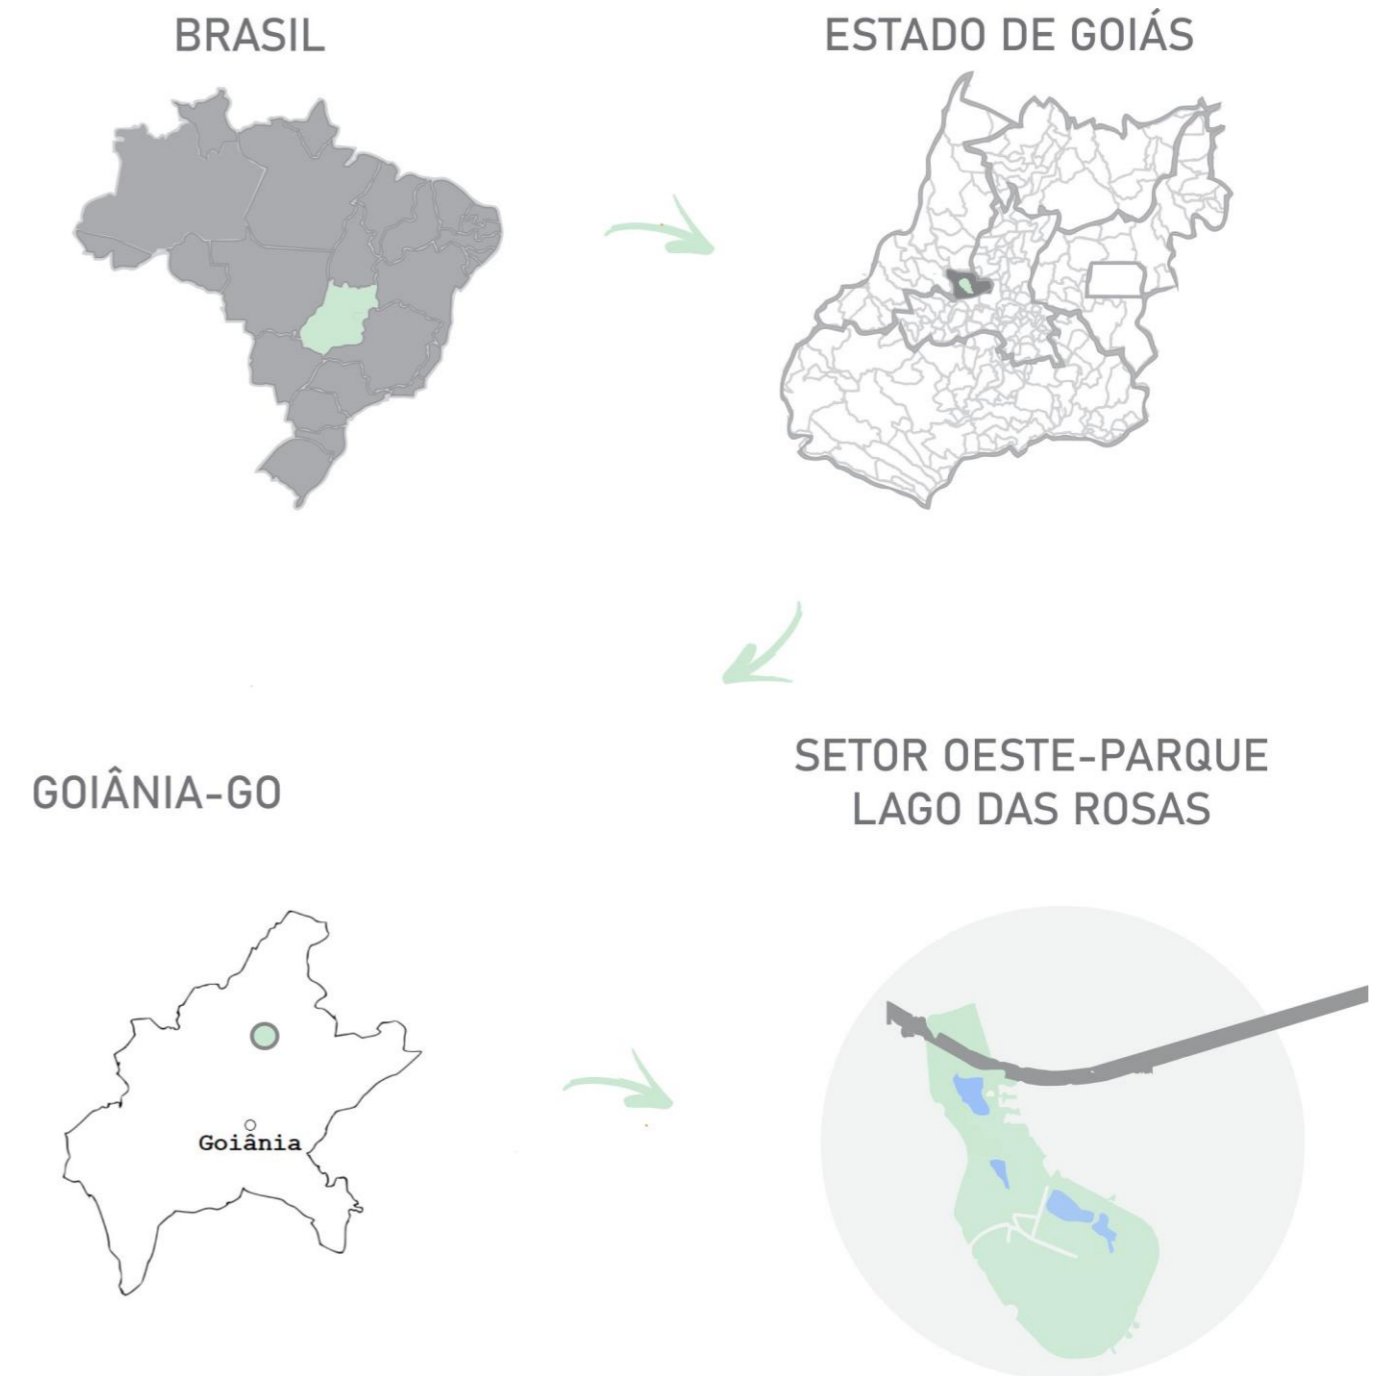 BRASIL
ESTADO DE GOIÁS
GOIÂNIA-GO
SETOR OESTE-PARQUE
LAGO DAS ROSAS
Goiânia